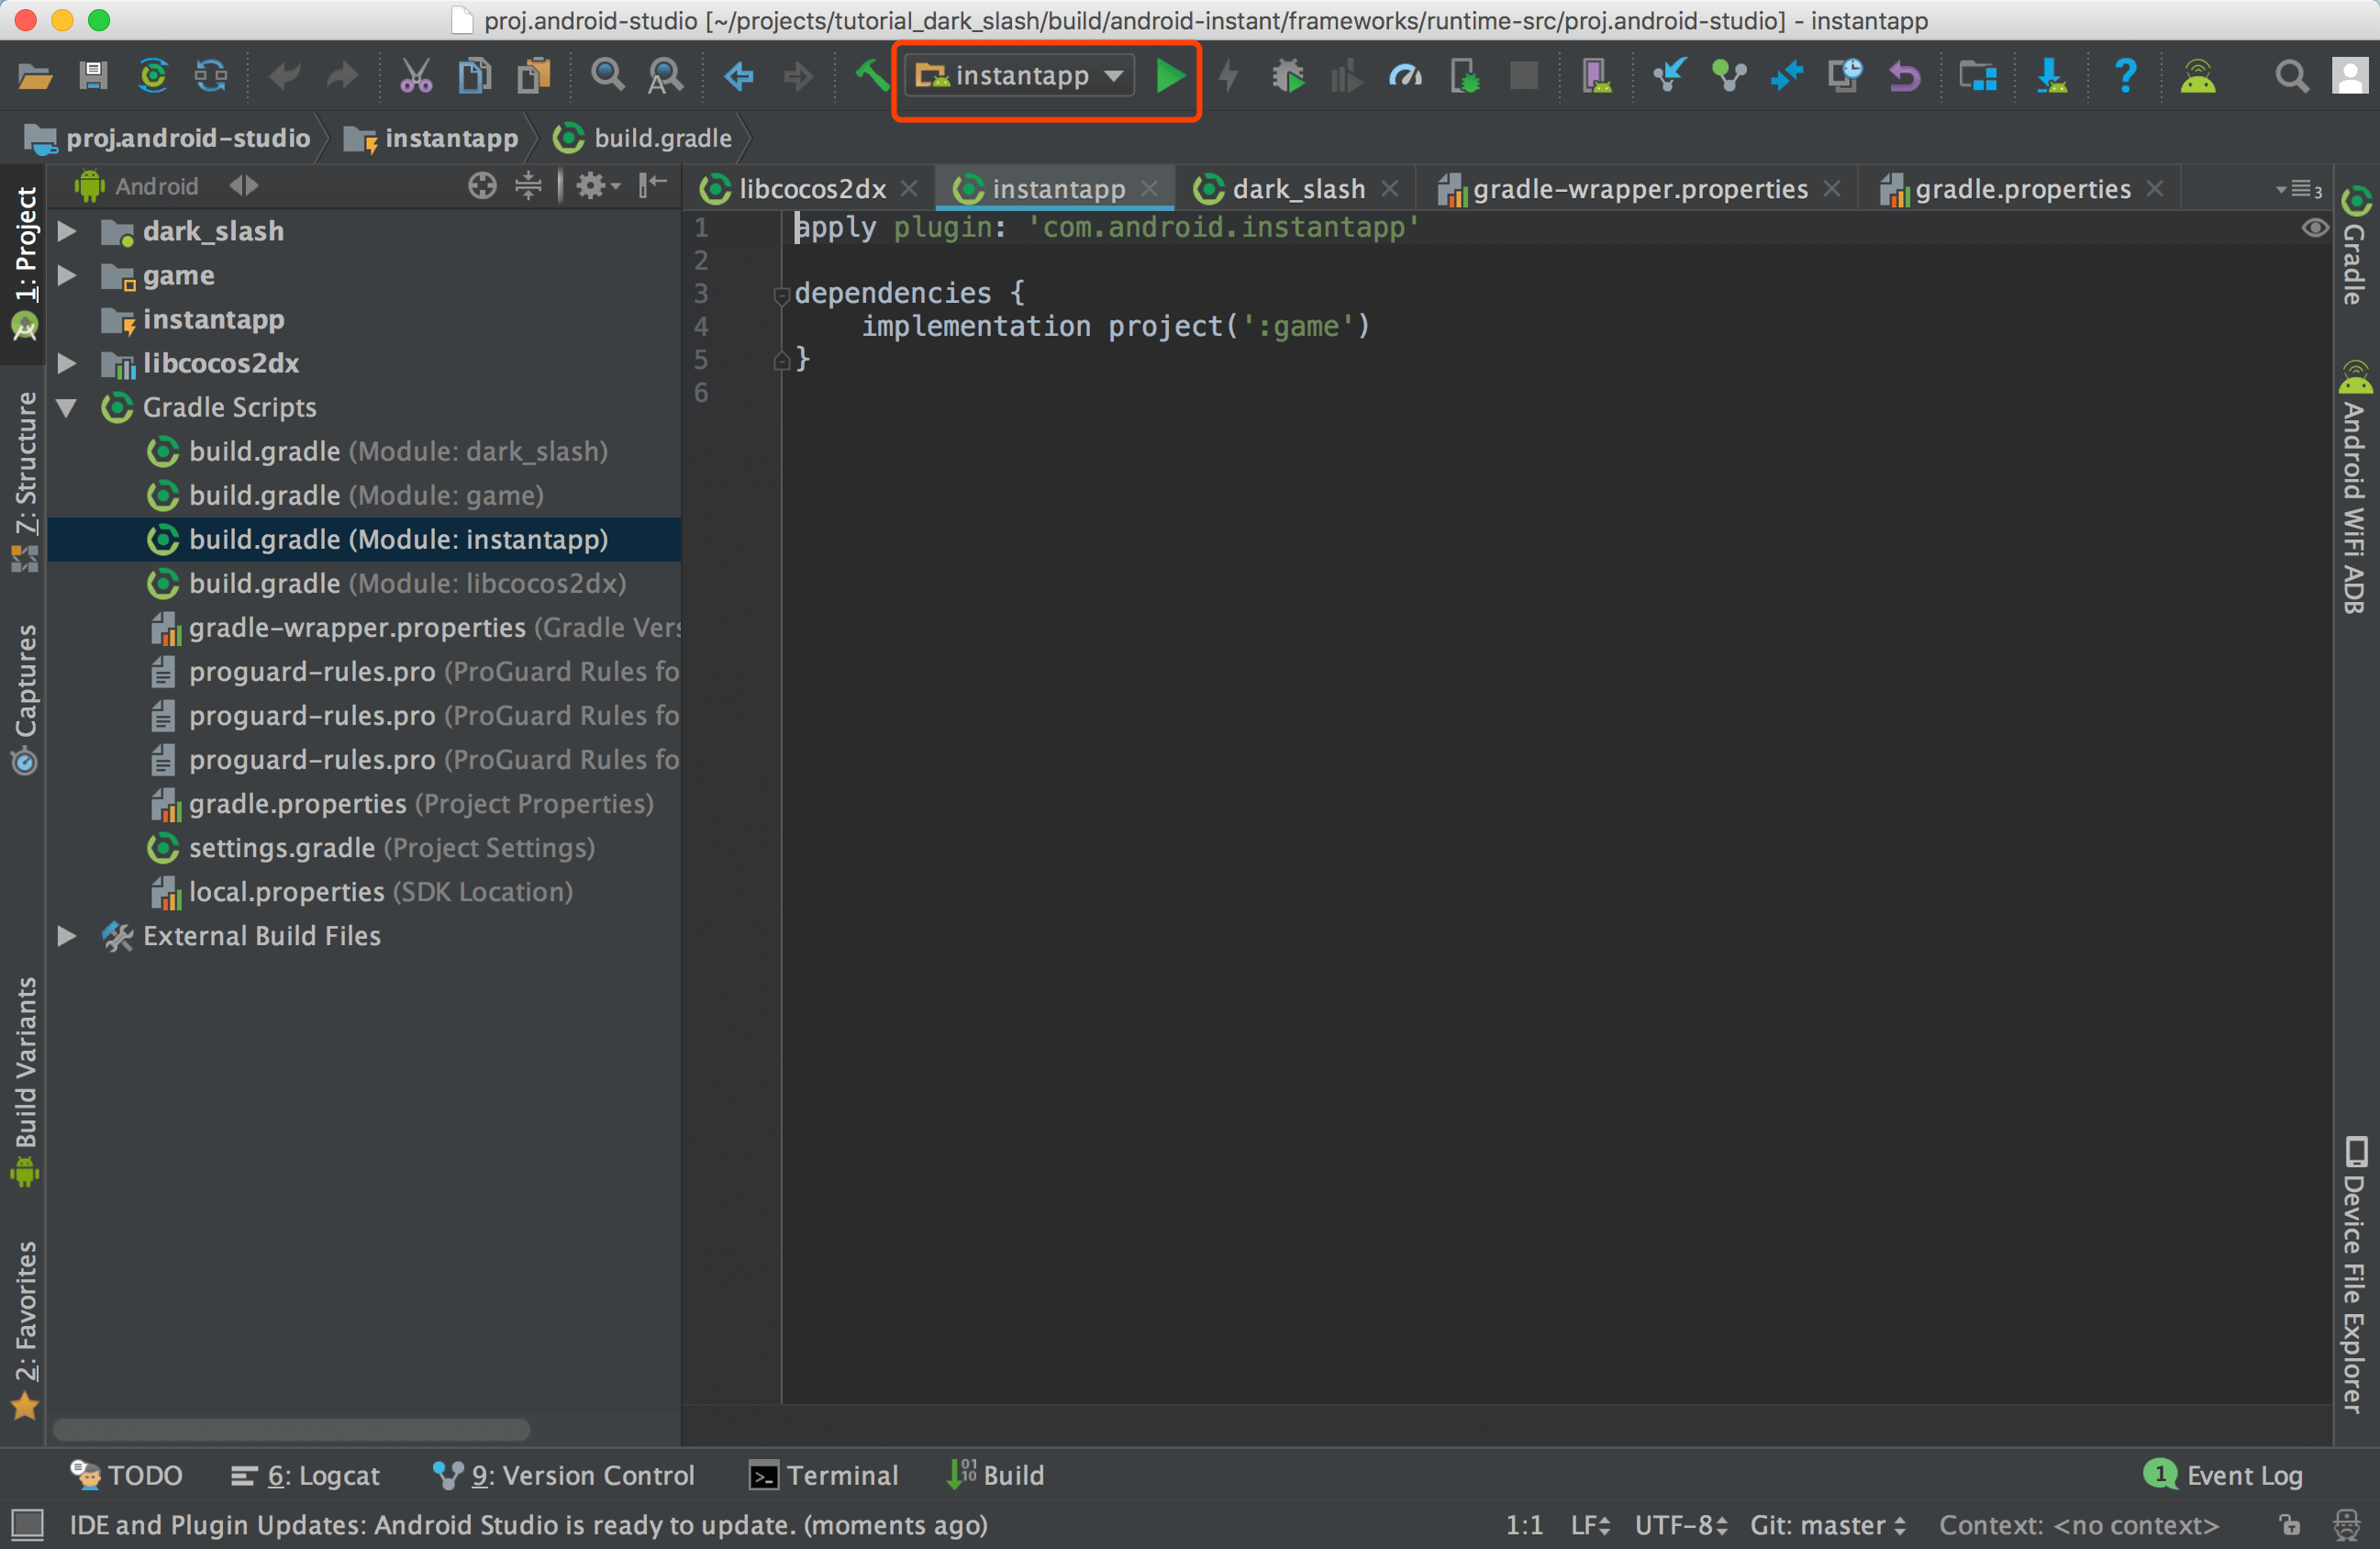 proj.android-studio [~/projects/tutorial_dark_slash/build/android-instant/frameworks/runtime-src/proj.android-studio] - instantapp
instantapp
proj.android-studio instantapp build.gradle
Android
libcocos2dx instantapp dark_slash gradle-wrapper.properties gradle.properties 3
1: Project
7: Structure
Captures
Build Variants
2: Favorites
dark_slash
game
instantapp
libcocos2dx
Gradle Scripts
build.gradle (Module: dark_slash)
build.gradle (Module: game)
build.gradle (Module: instantapp)
build.gradle (Module: libcocos2dx)
gradle-wrapper.properties (Gradle Vers
proguard-rules.pro (ProGuard Rules fo
proguard-rules.pro (ProGuard Rules fo
proguard-rules.pro (ProGuard Rules fo
gradle.properties (Project Properties)
settings.gradle (Project Settings)
local.properties (SDK Location)
External Build Files
1 apply plugin: 'com.android.instantapp'
2
3 dependencies {
4 implementation project(':game')
5 }
6
Gradle
Android WiFi ADB
Device File Explorer
TODO 6: Logcat 9: Version Control Terminal Build 1 Event Log
IDE and Plugin Updates: Android Studio is ready to update. (moments ago) 1:1 LF UTF-8 Git: master Context: <no context>